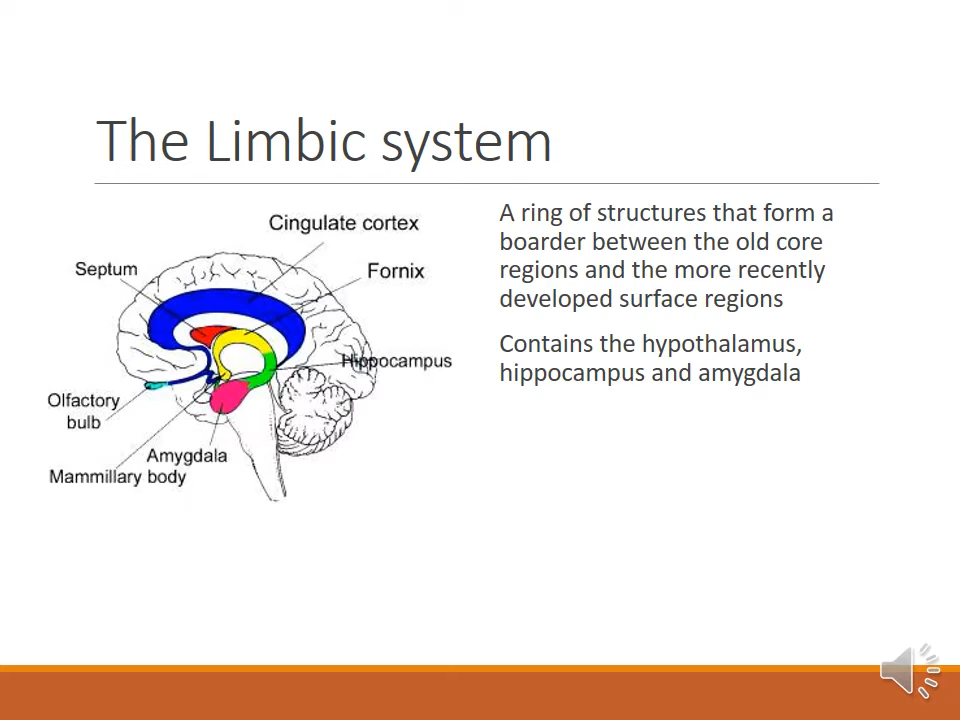 The Limbic system
Cingulate cortex
Septum
Fornix
Hippocampus
Olfactory
bulb
Amygdala
Mammillary body
A ring of structures that form a
boarder between the old core
regions and the more recently
developed surface regions
Contains the hypothalamus,
hippocampus and amygdala